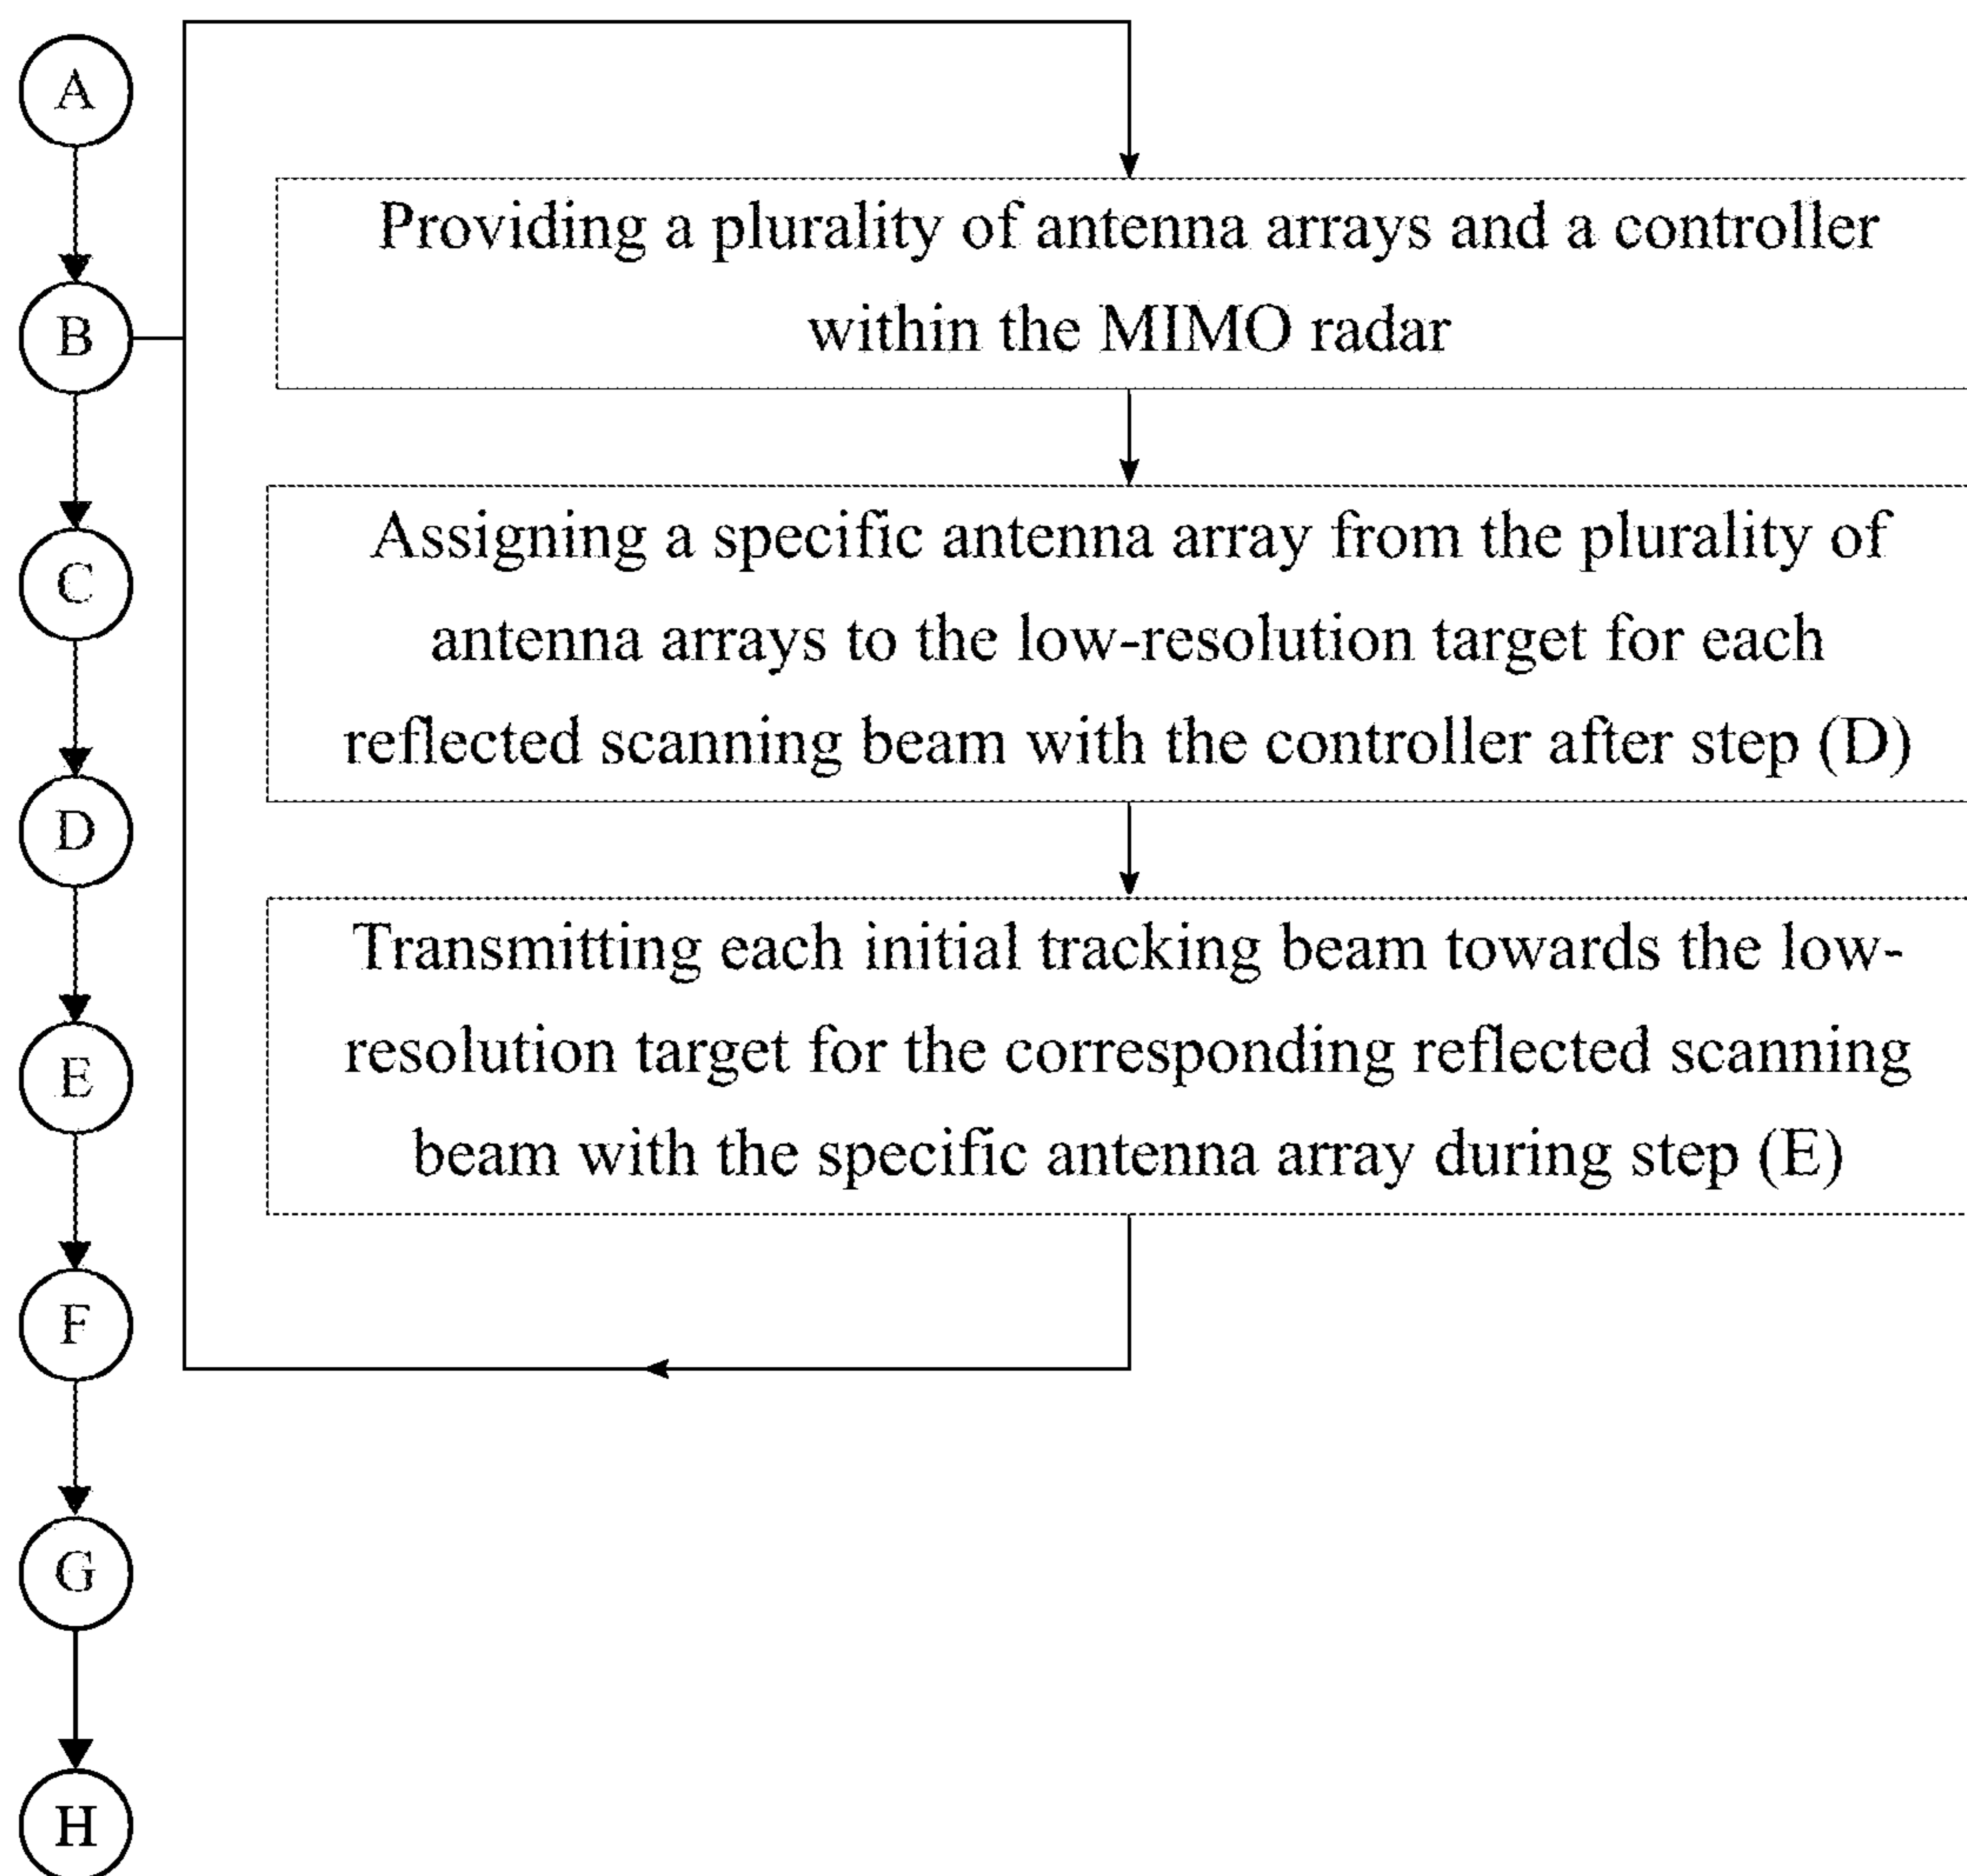 A
B
C
D
E
F
G
H
Providing a plurality of antenna arrays and a controller
within the MIMO radar
Assigning a specific antenna array from the plurality of
antenna arrays to the low-resolution target for each
reflected scanning beam with the controller after step (D)
Transmitting each initial tracking beam towards the low-
resolution target for the corresponding reflected scanning
beam with the specific antenna array during step (E)